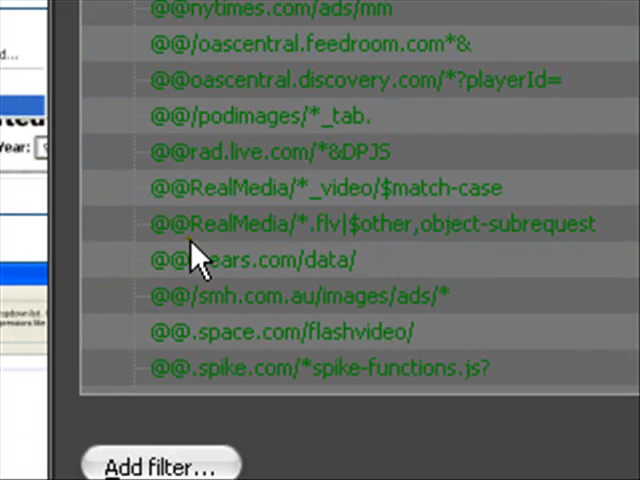 @@nytimes.com/ads/mm
@@/oascentral.feedroom.com*&
@@oascentral.discovery.com/*?playerId=
@@/podimages/*_tab.
@@rad.live.com/*&DPJS
@@RealMedia/*_video/$match-case
@@RealMedia/*.flv|$other,object-subrequest
ears.com/data/
@@/smh.com.au/images/ads/*
@@.space.com/flashvideo/
@@.spike.com/*spike-functions.js?
Year:
Add filter...